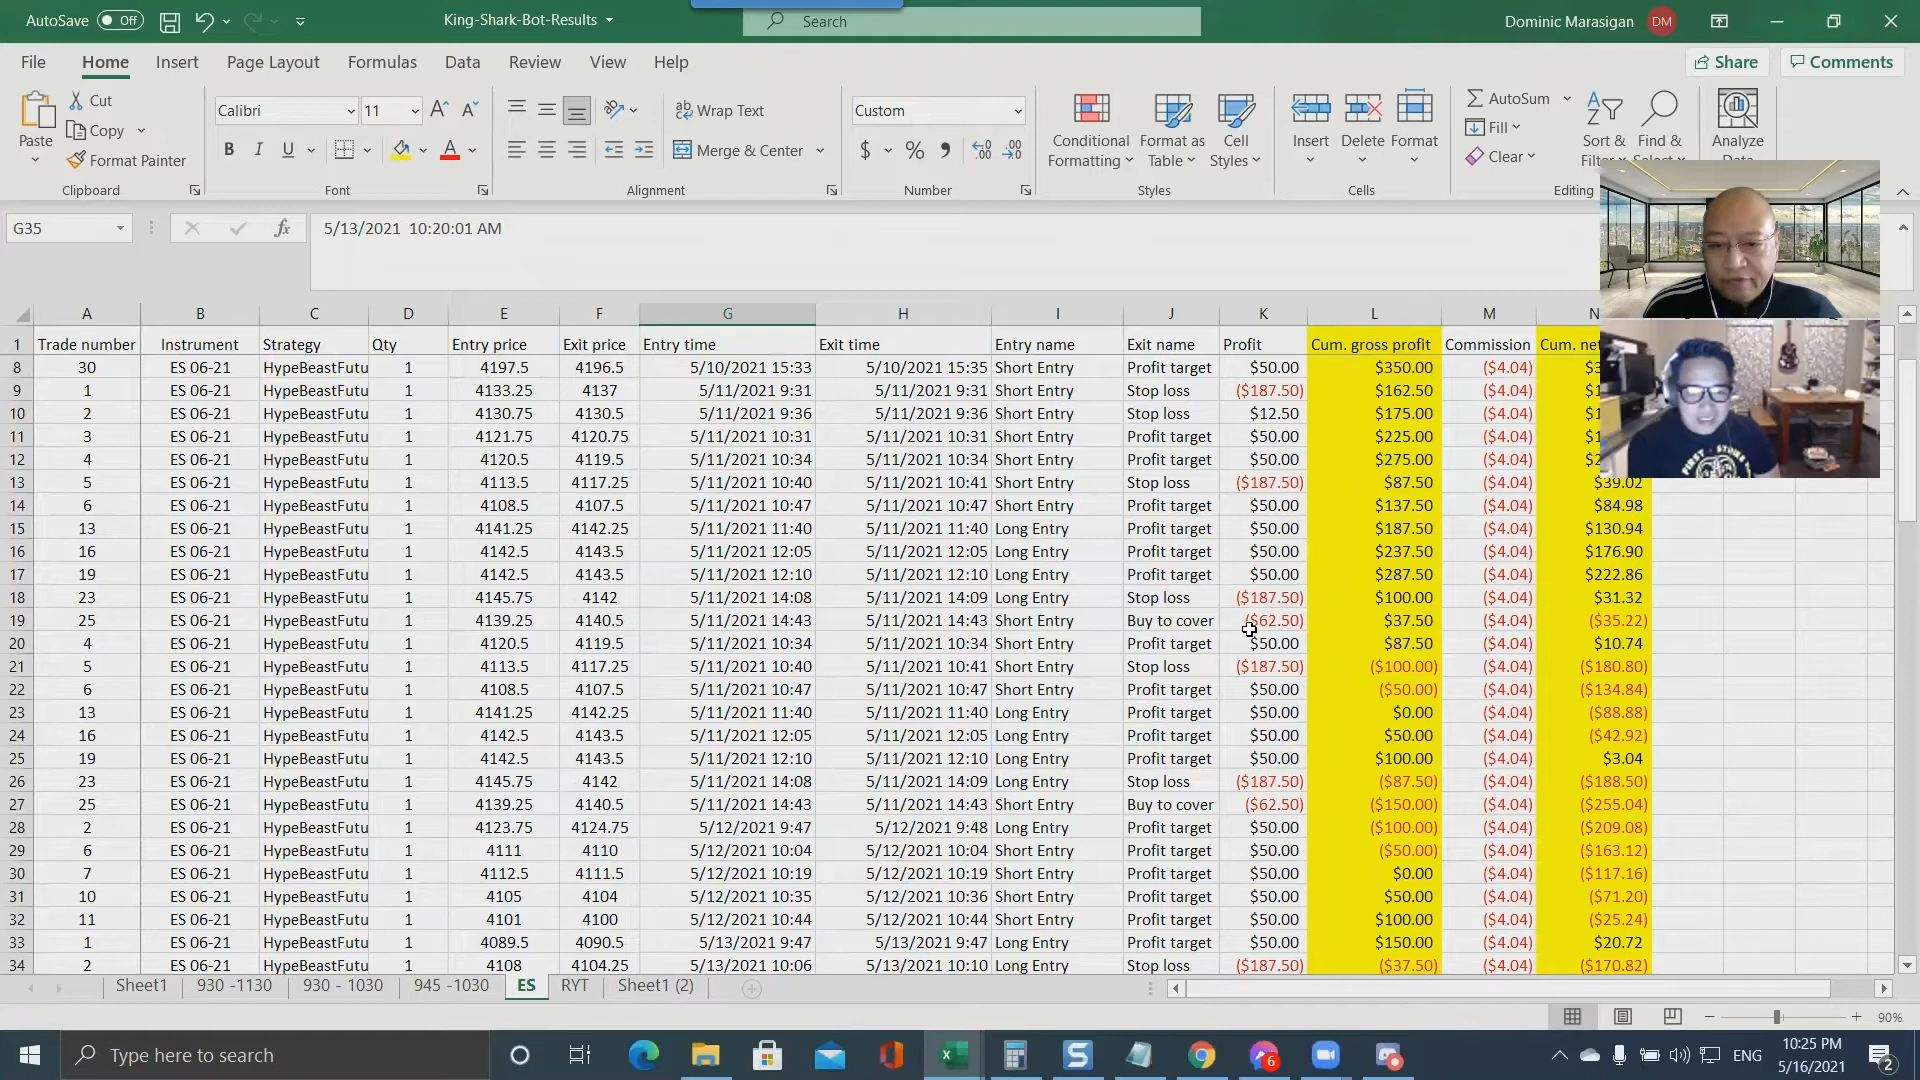 AutoSave Off King-Shark-Bot-Results Search Dominic Marasigan DM
File Home Insert Page Layout Formulas Data Review View Help Share Comments
Cut
Copy
Format Painter
Paste
Clipboard
Calibri 11
B I U
Font
Wrap Text
Merge & Center
Alignment
Custom
$ %
Number
Conditional Formatting
Format as Table
Cell Styles
Styles
Insert Delete Format
Cells
AutoSum
Fill
Clear
Sort &
Find &
Editing
Analyze
G35 fx 5/13/2021 10:20:01 AM
A B C D E F G H I J K L M N
1 Trade number Instrument Strategy Qty Entry price Exit price Entry time Exit time Entry name Exit name Profit Cum. gross profit Commission Cum. net
8 30 ES 06-21 HypeBeastFutu 1 4197.5 4196.5 5/10/2021 15:33 5/10/2021 15:35 Short Entry Profit target $50.00 $350.00 ($4.04)
9 1 ES 06-21 HypeBeastFutu 1 4133.25 4137 5/11/2021 9:31 5/11/2021 9:31 Short Entry Stop loss ($187.50) $162.50 ($4.04)
10 2 ES 06-21 HypeBeastFutu 1 4130.75 4130.5 5/11/2021 9:36 5/11/2021 9:36 Short Entry Stop loss $12.50 $175.00 ($4.04)
11 3 ES 06-21 HypeBeastFutu 1 4121.75 4120.75 5/11/2021 10:31 5/11/2021 10:31 Short Entry Profit target $50.00 $225.00 ($4.04)
12 4 ES 06-21 HypeBeastFutu 1 4120.5 4119.5 5/11/2021 10:34 5/11/2021 10:34 Short Entry Profit target $50.00 $275.00 ($4.04)
13 5 ES 06-21 HypeBeastFutu 1 4113.5 4117.25 5/11/2021 10:40 5/11/2021 10:41 Short Entry Stop loss ($187.50) $87.50 ($4.04) $39.02
14 6 ES 06-21 HypeBeastFutu 1 4108.5 4107.5 5/11/2021 10:47 5/11/2021 10:47 Short Entry Profit target $50.00 $137.50 ($4.04) $84.98
15 13 ES 06-21 HypeBeastFutu 1 4141.25 4142.25 5/11/2021 11:40 5/11/2021 11:40 Long Entry Profit target $50.00 $187.50 ($4.04) $130.94
16 16 ES 06-21 HypeBeastFutu 1 4142.5 4143.5 5/11/2021 12:05 5/11/2021 12:05 Long Entry Profit target $50.00 $237.50 ($4.04) $176.90
17 19 ES 06-21 HypeBeastFutu 1 4142.5 4143.5 5/11/2021 12:10 5/11/2021 12:10 Long Entry Profit target $50.00 $287.50 ($4.04) $222.86
18 23 ES 06-21 HypeBeastFutu 1 4145.75 4142 5/11/2021 14:08 5/11/2021 14:09 Long Entry Stop loss ($187.50) $100.00 ($4.04) $31.32
19 25 ES 06-21 HypeBeastFutu 1 4139.25 4140.5 5/11/2021 14:43 5/11/2021 14:43 Short Entry Buy to cover ($62.50) $37.50 ($4.04) ($35.22)
20 4 ES 06-21 HypeBeastFutu 1 4120.5 4119.5 5/11/2021 10:34 5/11/2021 10:34 Short Entry Profit target $50.00 $87.50 ($4.04) $10.74
21 5 ES 06-21 HypeBeastFutu 1 4113.5 4117.25 5/11/2021 10:40 5/11/2021 10:41 Short Entry Stop loss ($187.50) ($100.00) ($4.04) ($180.80)
22 6 ES 06-21 HypeBeastFutu 1 4108.5 4107.5 5/11/2021 10:47 5/11/2021 10:47 Short Entry Profit target $50.00 ($50.00) ($4.04) ($134.84)
23 13 ES 06-21 HypeBeastFutu 1 4141.25 4142.25 5/11/2021 11:40 5/11/2021 11:40 Long Entry Profit target $50.00 $0.00 ($4.04) ($88.88)
24 16 ES 06-21 HypeBeastFutu 1 4142.5 4143.5 5/11/2021 12:05 5/11/2021 12:05 Long Entry Profit target $50.00 $50.00 ($4.04) ($42.92)
25 19 ES 06-21 HypeBeastFutu 1 4142.5 4143.5 5/11/2021 12:10 5/11/2021 12:10 Long Entry Profit target $50.00 $100.00 ($4.04) $3.04
26 23 ES 06-21 HypeBeastFutu 1 4145.75 4142 5/11/2021 14:08 5/11/2021 14:09 Long Entry Stop loss ($187.50) ($87.50) ($4.04) ($188.50)
27 25 ES 06-21 HypeBeastFutu 1 4139.25 4140.5 5/11/2021 14:43 5/11/2021 14:43 Short Entry Buy to cover ($62.50) ($150.00) ($4.04) ($255.04)
28 2 ES 06-21 HypeBeastFutu 1 4123.75 4124.75 5/12/2021 9:47 5/12/2021 9:48 Long Entry Profit target $50.00 ($100.00) ($4.04) ($209.08)
29 6 ES 06-21 HypeBeastFutu 1 4111 4110 5/12/2021 10:04 5/12/2021 10:04 Short Entry Profit target $50.00 ($50.00) ($4.04) ($163.12)
30 7 ES 06-21 HypeBeastFutu 1 4112.5 4111.5 5/12/2021 10:19 5/12/2021 10:19 Short Entry Profit target $50.00 $0.00 ($4.04) ($117.16)
31 10 ES 06-21 HypeBeastFutu 1 4105 4104 5/12/2021 10:35 5/12/2021 10:36 Short Entry Profit target $50.00 $50.00 ($4.04) ($71.20)
32 11 ES 06-21 HypeBeastFutu 1 4101 4100 5/12/2021 10:44 5/12/2021 10:44 Short Entry Profit target $50.00 $100.00 ($4.04) ($25.24)
33 1 ES 06-21 HypeBeastFutu 1 4089.5 4090.5 5/13/2021 9:47 5/13/2021 9:47 Long Entry Profit target $50.00 $150.00 ($4.04) $20.72
34 2 ES 06-21 HypeBeastFutu 1 4108 4104.25 5/13/2021 10:06 5/13/2021 10:10 Long Entry Stop loss ($187.50) ($37.50) ($4.04) ($170.82)
Sheet1 930 -1130 930 - 1030 945 -1030 ES RYT Sheet1 (2)
90%
Type here to search 6 ENG 10:25 PM
5/16/2021 2